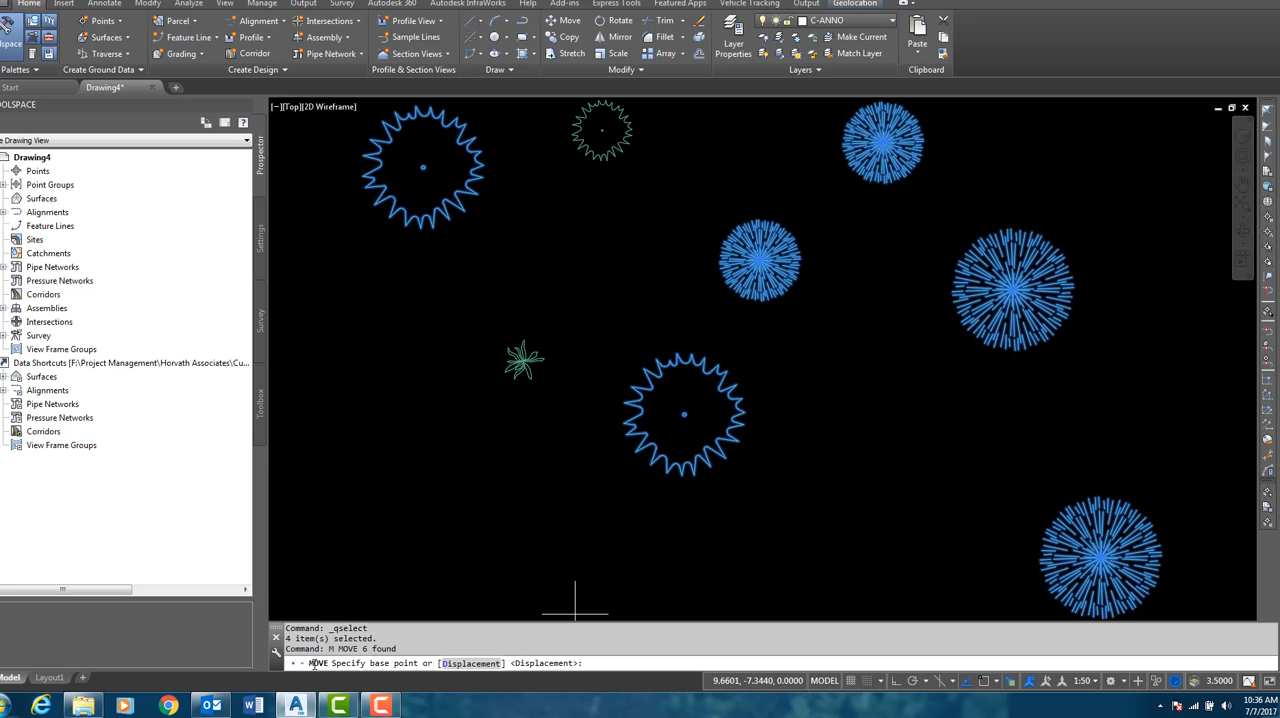 Home Insert Annotate Modify Analyze View Manage Output Survey Autodesk 360 Autodesk InfraWorks Help Add-ins Express Tools Featured Apps Vehicle Tracking Output Geolocation
Points Parcel Alignment Intersections Profile View Move Rotate Trim C-ANNO
Surfaces Feature Line Profile Assembly Sample Lines Copy Mirror Fillet Make Current
Traverse Grading Corridor Pipe Network Section Views Stretch Scale Array Layer Properties Match Layer Paste
Palettes Create Ground Data Create Design Profile & Section Views Draw Modify Layers Clipboard
Start Drawing4*
OOLSPACE
[−][Top][2D Wireframe]
e Drawing View
Drawing4
Points
Point Groups
Surfaces
Alignments
Feature Lines
Sites
Catchments
Pipe Networks
Pressure Networks
Corridors
Assemblies
Intersections
Survey
View Frame Groups
Data Shortcuts [F:\Project Management\Horvath Associates\Cu...
Surfaces
Alignments
Pipe Networks
Pressure Networks
Corridors
View Frame Groups
Prospector
Settings
Survey
Toolbox
Command: _qselect
4 item(s) selected.
Command: M MOVE 6 found
MOVE Specify base point or [Displacement] <Displacement>:
Model Layout1 +
9.6601, -7.3440, 0.0000 MODEL 1:50 3.5000
10:36 AM
7/7/2017